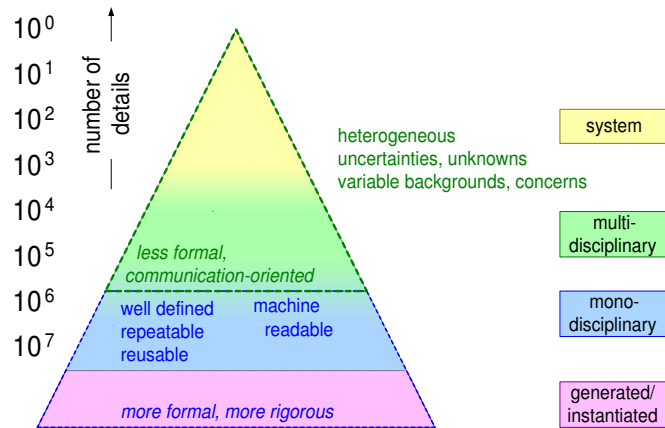 10⁰
10¹
10²
10³
10⁴
10⁵
10⁶
10⁷
number of
details
heterogeneous
uncertainties, unknowns
variable backgrounds, concerns
less formal,
communication-oriented
well defined
repeatable
reusable
machine
readable
more formal, more rigorous
system
multi-
disciplinary
mono-
disciplinary
generated/
instantiated